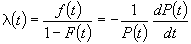 λ(t) = f(t) / (1 − F(t)) = − 1/P(t) dP(t)/dt